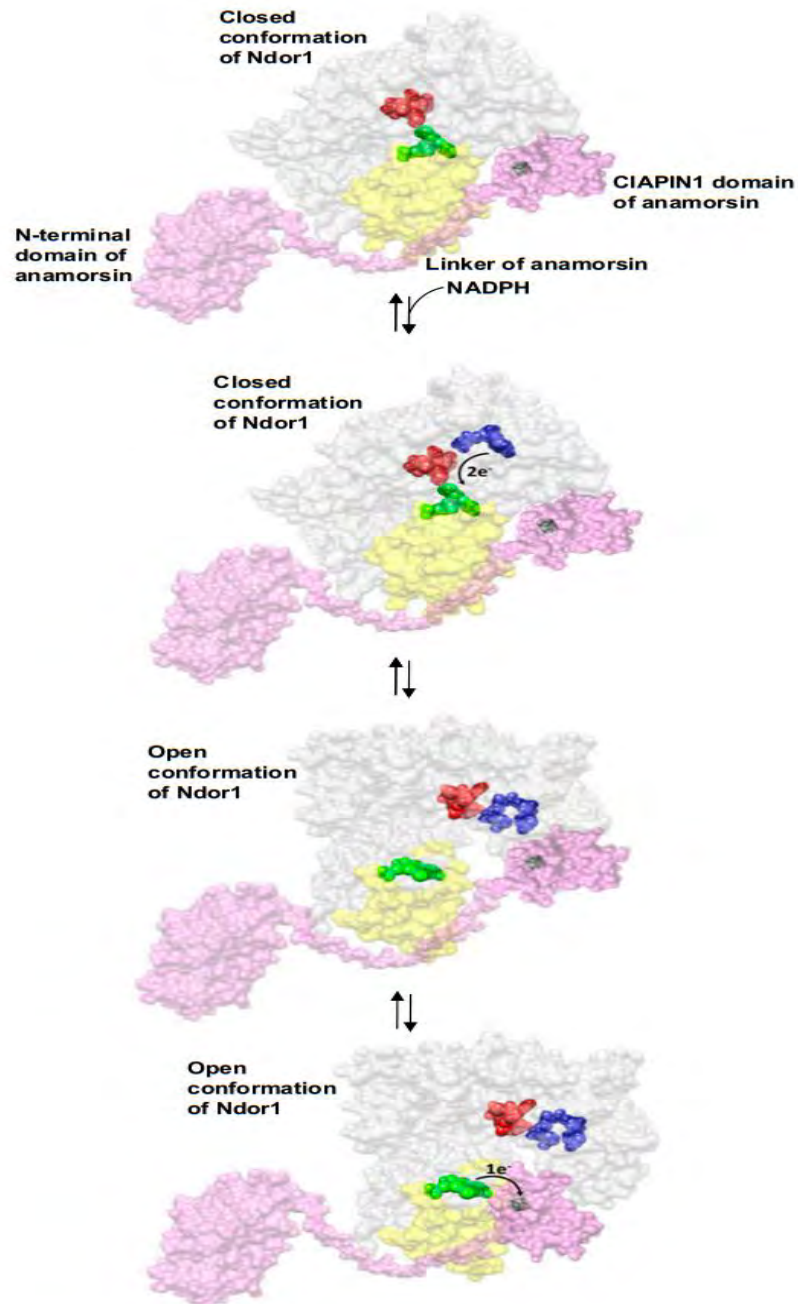 Closed
conformation
of Ndor1
CIAPIN1 domain
of anamorsin
N-terminal
domain of
anamorsin
Linker of anamorsin
NADPH
Closed
conformation
of Ndor1
2e-
Open
conformation
of Ndor1
Open
conformation
of Ndor1
1e-